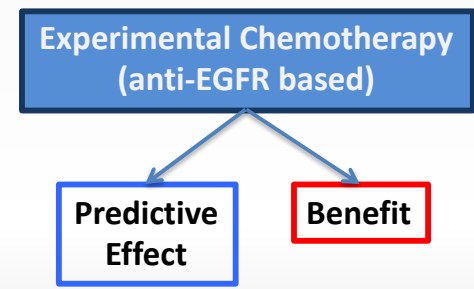 Experimental Chemotherapy
(anti-EGFR based)
Predictive
Effect
Benefit